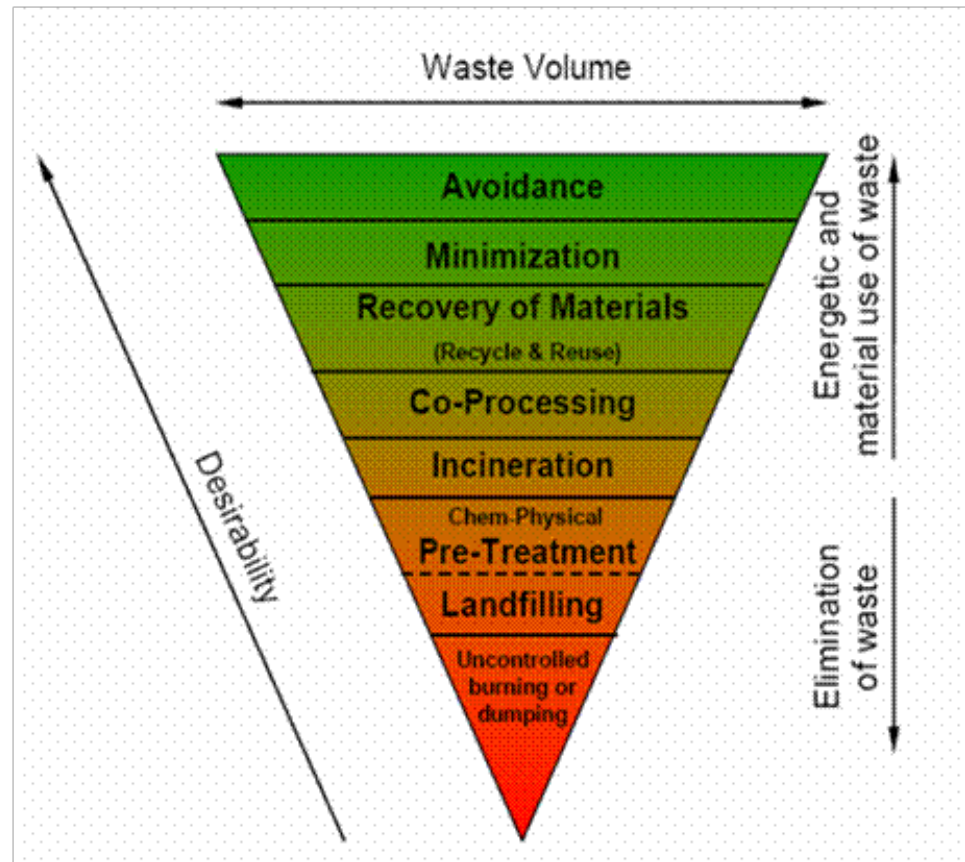 Waste Volume
Avoidance
Minimization
Recovery of Materials
(Recycle & Reuse)
Co-Processing
Incineration
Chem-Physical
Pre-Treatment
Landfilling
Uncontrolled
burning or
dumping
Desirability
Energetic and
material use of waste
Elimination
of waste